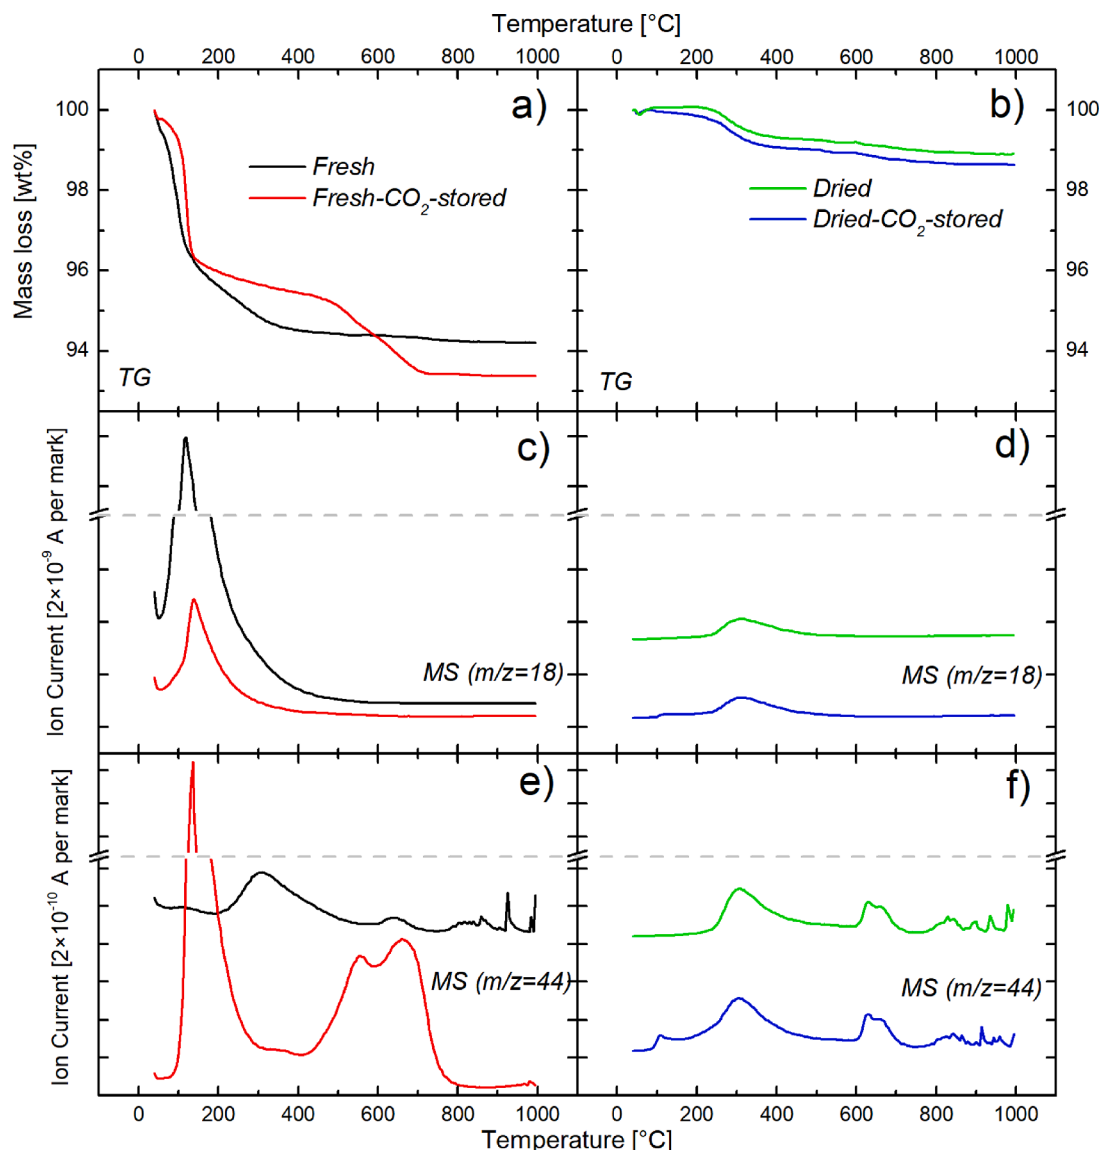 Temperature [°C]
0 200 400 600 800 1000 0 200 400 600 800 1000
a) b)
100 100
Fresh
98 98
Fresh-CO₂-stored
Dried
Dried-CO₂-stored
Mass loss [wt%]
96 96
94 94
TG TG
c) d)
Ion Current [2×10⁻⁹ A per mark]
MS (m/z=18) MS (m/z=18)
e) f)
Ion Current [2×10⁻¹⁰ A per mark]
MS (m/z=44) MS (m/z=44)
0 200 400 600 800 1000 0 200 400 600 800 1000
Temperature [°C]